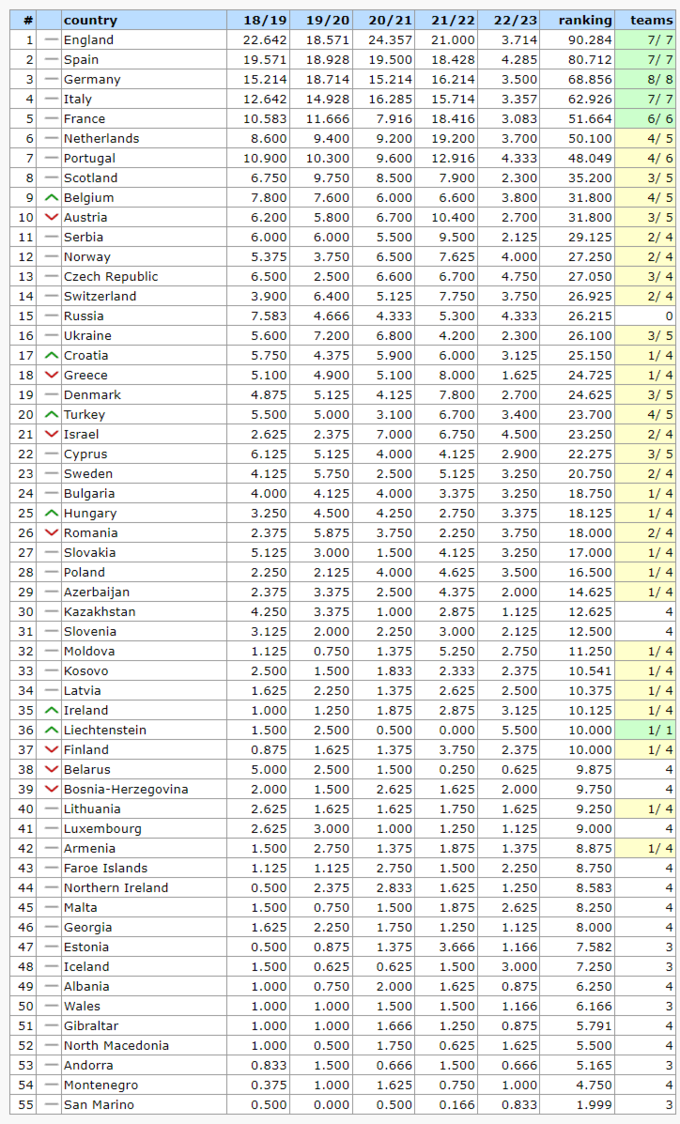 # country 18/19 19/20 20/21 21/22 22/23 ranking teams
1 England 22.642 18.571 24.357 21.000 3.714 90.284 7/ 7
2 Spain 19.571 18.928 19.500 18.428 4.285 80.712 7/ 7
3 Germany 15.214 18.714 15.214 16.214 3.500 68.856 8/ 8
4 Italy 12.642 14.928 16.285 15.714 3.357 62.926 7/ 7
5 France 10.583 11.666 7.916 18.416 3.083 51.664 6/ 6
6 Netherlands 8.600 9.400 9.200 19.200 3.700 50.100 4/ 5
7 Portugal 10.900 10.300 9.600 12.916 4.333 48.049 4/ 6
8 Scotland 6.750 9.750 8.500 7.900 2.300 35.200 3/ 5
9 Belgium 7.800 7.600 6.000 6.600 3.800 31.800 4/ 5
10 Austria 6.200 5.800 6.700 10.400 2.700 31.800 3/ 5
11 Serbia 6.000 6.000 5.500 9.500 2.125 29.125 2/ 4
12 Norway 5.375 3.750 6.500 7.625 4.000 27.250 2/ 4
13 Czech Republic 6.500 2.500 6.600 6.700 4.750 27.050 3/ 4
14 Switzerland 3.900 6.400 5.125 7.750 3.750 26.925 2/ 4
15 Russia 7.583 4.666 4.333 5.300 4.333 26.215 0
16 Ukraine 5.600 7.200 6.800 4.200 2.300 26.100 3/ 5
17 Croatia 5.750 4.375 5.900 6.000 3.125 25.150 1/ 4
18 Greece 5.100 4.900 5.100 8.000 1.625 24.725 1/ 4
19 Denmark 4.875 5.125 4.125 7.800 2.700 24.625 3/ 5
20 Turkey 5.500 5.000 3.100 6.700 3.400 23.700 4/ 5
21 Israel 2.625 2.375 7.000 6.750 4.500 23.250 2/ 4
22 Cyprus 6.125 5.125 4.000 4.125 2.900 22.275 3/ 5
23 Sweden 4.125 5.750 2.500 5.125 3.250 20.750 2/ 4
24 Bulgaria 4.000 4.125 4.000 3.375 3.250 18.750 1/ 4
25 Hungary 3.250 4.500 4.250 2.750 3.375 18.125 1/ 4
26 Romania 2.375 5.875 3.750 2.250 3.750 18.000 2/ 4
27 Slovakia 5.125 3.000 1.500 4.125 3.250 17.000 1/ 4
28 Poland 2.250 2.125 4.000 4.625 3.500 16.500 1/ 4
29 Azerbaijan 2.375 3.375 2.500 4.375 2.000 14.625 1/ 4
30 Kazakhstan 4.250 3.375 1.000 2.875 1.125 12.625 4
31 Slovenia 3.125 2.000 2.250 3.000 2.125 12.500 4
32 Moldova 1.125 0.750 1.375 5.250 2.750 11.250 1/ 4
33 Kosovo 2.500 1.500 1.833 2.333 2.375 10.541 1/ 4
34 Latvia 1.625 2.250 1.375 2.625 2.500 10.375 1/ 4
35 Ireland 1.000 1.250 1.875 2.875 3.125 10.125 1/ 4
36 Liechtenstein 1.500 2.500 0.500 0.000 5.500 10.000 1/ 1
37 Finland 0.875 1.625 1.375 3.750 2.375 10.000 1/ 4
38 Belarus 5.000 2.500 1.500 0.250 0.625 9.875 4
39 Bosnia-Herzegovina 2.000 1.500 2.625 1.625 2.000 9.750 4
40 Lithuania 2.625 1.625 1.625 1.750 1.625 9.250 1/ 4
41 Luxembourg 2.625 3.000 1.000 1.250 1.125 9.000 4
42 Armenia 1.500 2.750 1.375 1.875 1.375 8.875 1/ 4
43 Faroe Islands 1.125 1.125 2.750 1.500 2.250 8.750 4
44 Northern Ireland 0.500 2.375 2.833 1.625 1.250 8.583 4
45 Malta 1.500 0.750 1.500 1.875 2.625 8.250 4
46 Georgia 1.625 2.250 1.750 1.250 1.125 8.000 4
47 Estonia 0.500 0.875 1.375 3.666 1.166 7.582 3
48 Iceland 1.500 0.625 0.625 1.500 3.000 7.250 3
49 Albania 1.000 0.750 2.000 1.625 0.875 6.250 4
50 Wales 1.000 1.000 1.500 1.500 1.166 6.166 3
51 Gibraltar 1.000 1.000 1.666 1.250 0.875 5.791 4
52 North Macedonia 1.000 0.500 1.750 0.625 1.625 5.500 4
53 Andorra 0.833 1.500 0.666 1.500 0.666 5.165 3
54 Montenegro 0.375 1.000 1.625 0.750 1.000 4.750 4
55 San Marino 0.500 0.000 0.500 0.166 0.833 1.999 3